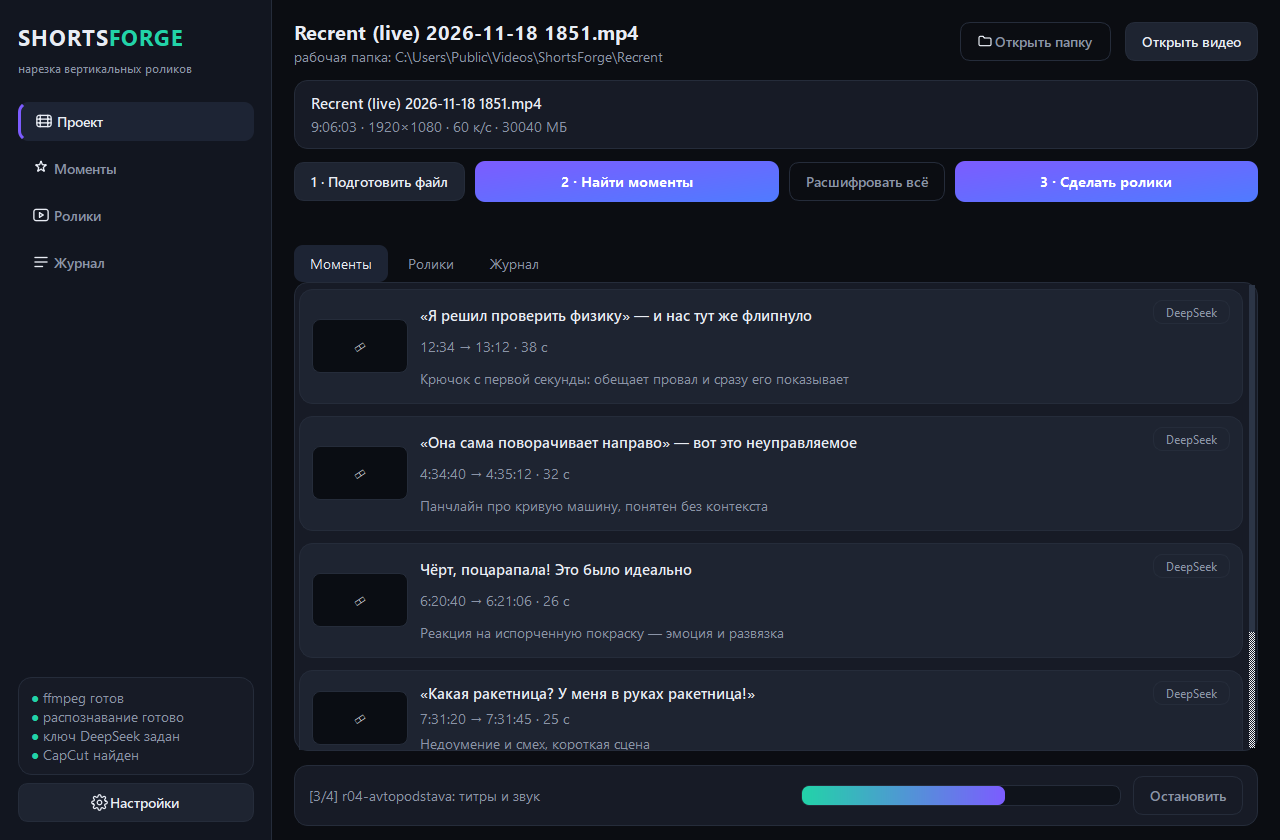 SHORTSFORGE
нарезка вертикальных роликов
Проект
Моменты
Ролики
Журнал
ffmpeg готов
распознавание готово
ключ DeepSeek задан
CapCut найден
Настройки
Recrent (live) 2026-11-18 1851.mp4
рабочая папка: C:\Users\Public\Videos\ShortsForge\Recrent
Открыть папку
Открыть видео
Recrent (live) 2026-11-18 1851.mp4
9:06:03 · 1920×1080 · 60 к/с · 30040 МБ
1 · Подготовить файл
2 · Найти моменты
Расшифровать всё
3 · Сделать ролики
Моменты
Ролики
Журнал
«Я решил проверить физику» — и нас тут же флипнуло
DeepSeek
12:34 → 13:12 · 38 с
Крючок с первой секунды: обещает провал и сразу его показывает
«Она сама поворачивает направо» — вот это неуправляемое
DeepSeek
4:34:40 → 4:35:12 · 32 с
Панчлайн про кривую машину, понятен без контекста
Чёрт, поцарапала! Это было идеально
DeepSeek
6:20:40 → 6:21:06 · 26 с
Реакция на испорченную покраску — эмоция и развязка
«Какая ракетница? У меня в руках ракетница!»
DeepSeek
7:31:20 → 7:31:45 · 25 с
Недоумение и смех, короткая сцена
[3/4] r04-avtopodstava: титры и звук
Остановить